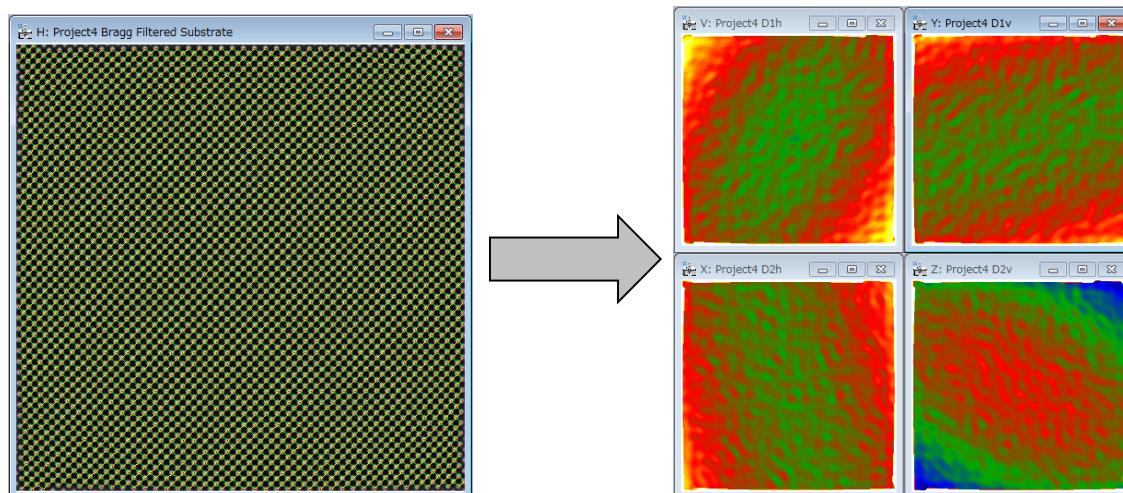 H: Project4 Bragg Filtered Substrate
V: Project4 D1h
Y: Project4 D1v
X: Project4 D2h
Z: Project4 D2v